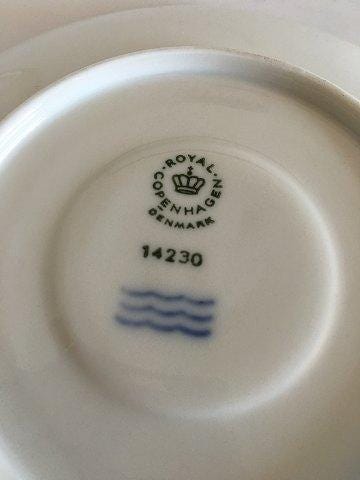 · ROYAL ·
COPENHAGEN
DENMARK
14230